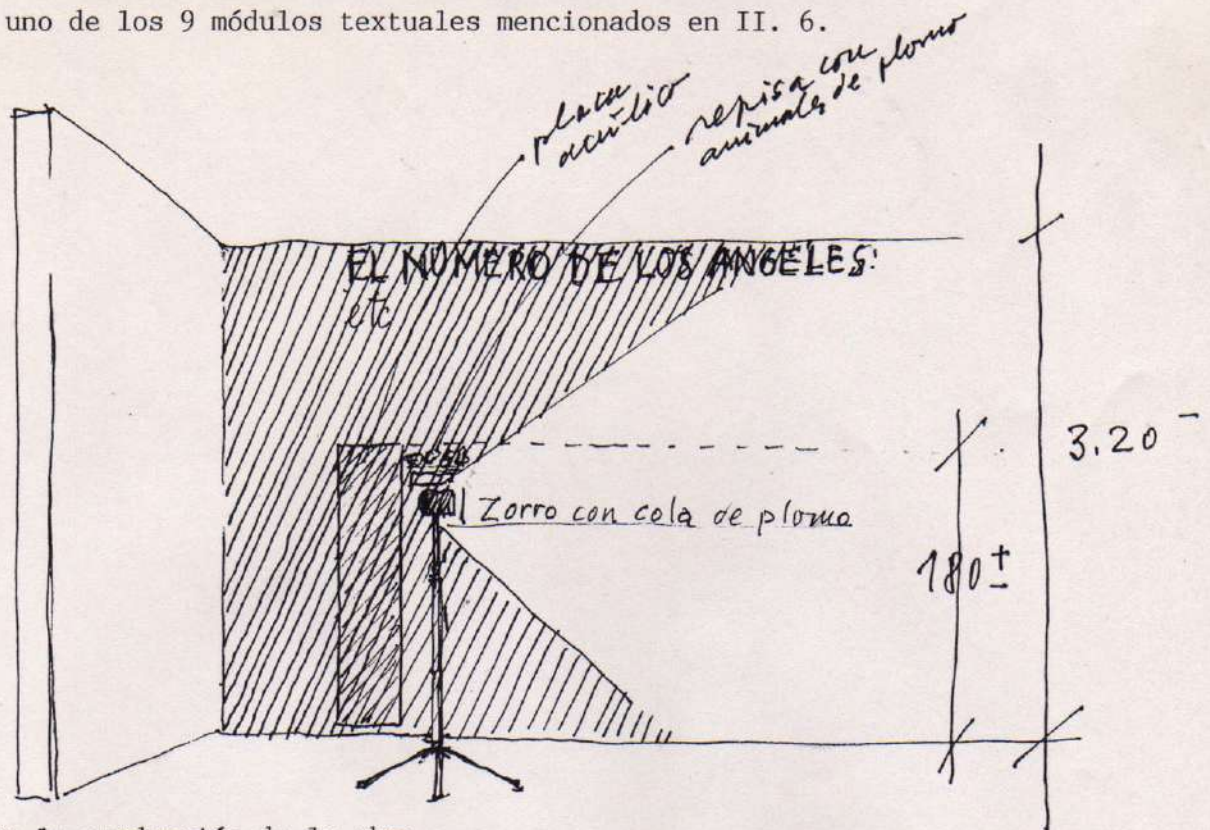 uno de los 9 módulos textuales mencionados en II. 6.
placa
acrílico
repisa con
animales de plomo
EL NUMERO DE LOS ANGELES:
etc
Zorro con cola de plomo
3.20
180±